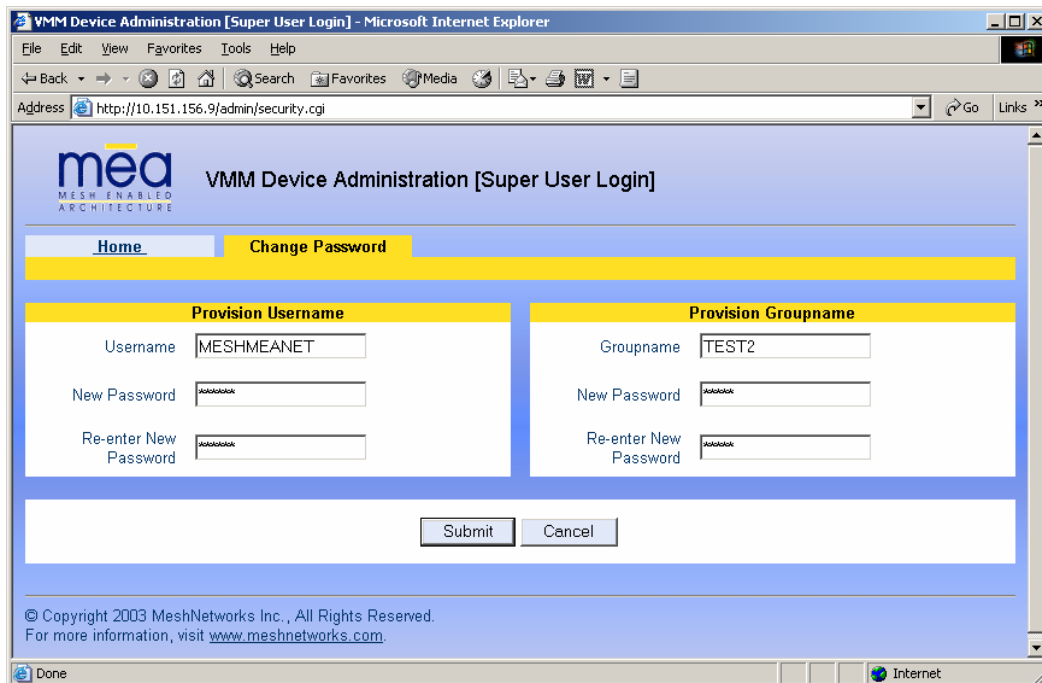 VMM Device Administration [Super User Login] - Microsoft Internet Explorer
File Edit View Favorites Tools Help
Back Search Favorites Media
Address http://10.151.156.9/admin/security.cgi Go Links »
mea
MESH ENABLED
ARCHITECTURE
VMM Device Administration [Super User Login]
Home Change Password
Provision Username
Username MESHMEANET
New Password *******
Re-enter New
Password *******
Provision Groupname
Groupname TEST2
New Password ******
Re-enter New
Password ******
Submit Cancel
© Copyright 2003 MeshNetworks Inc., All Rights Reserved.
For more information, visit www.meshnetworks.com.
Done Internet